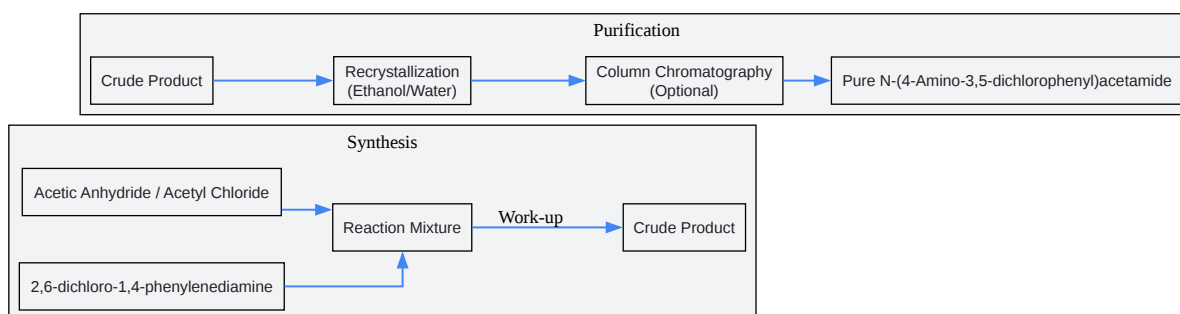 Purification
Crude Product
Recrystallization
(Ethanol/Water)
Column Chromatography
(Optional)
Pure N-(4-Amino-3,5-dichlorophenyl)acetamide
Synthesis
Acetic Anhydride / Acetyl Chloride
Reaction Mixture
Work-up
Crude Product
2,6-dichloro-1,4-phenylenediamine